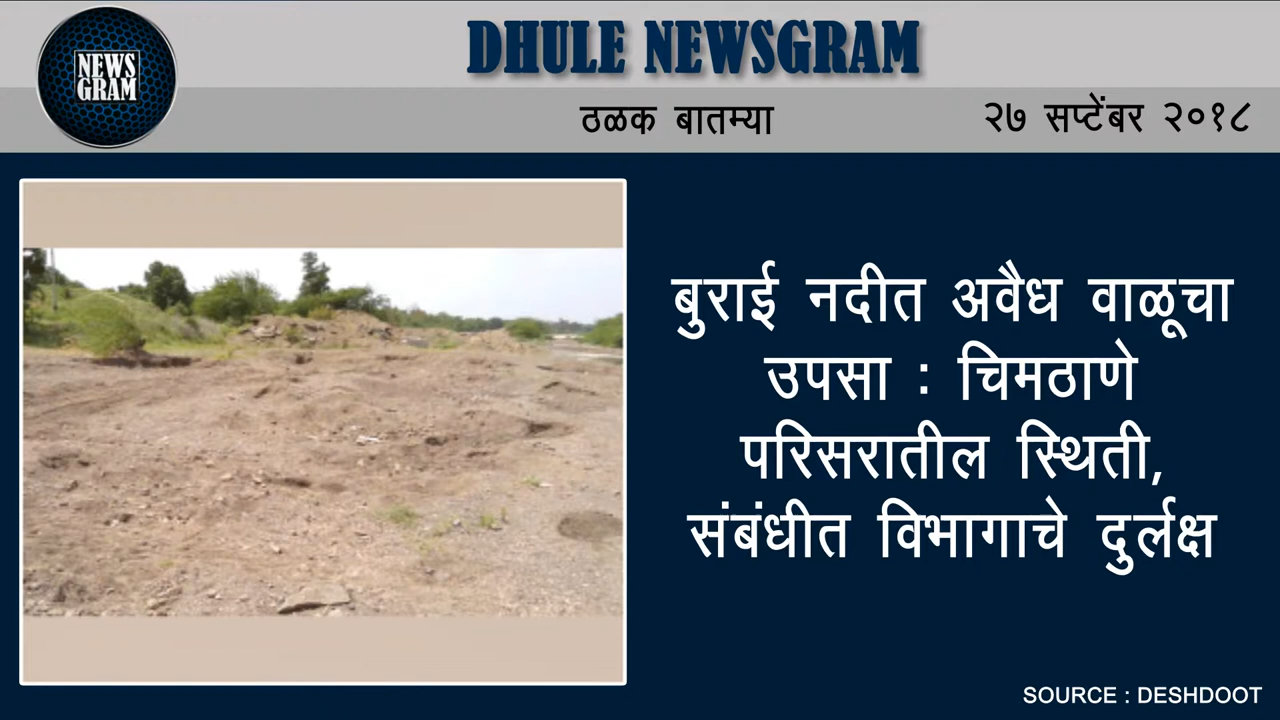 NEWS
GRAM
DHULE NEWSGRAM
ठळक बातम्या
२७ सप्टेंबर २०१८
बुराई नदीत अवैध वाळूचा
उपसा : चिमठाणे
परिसरातील स्थिती,
संबंधीत विभागाचे दुर्लक्ष
SOURCE : DESHDOOT